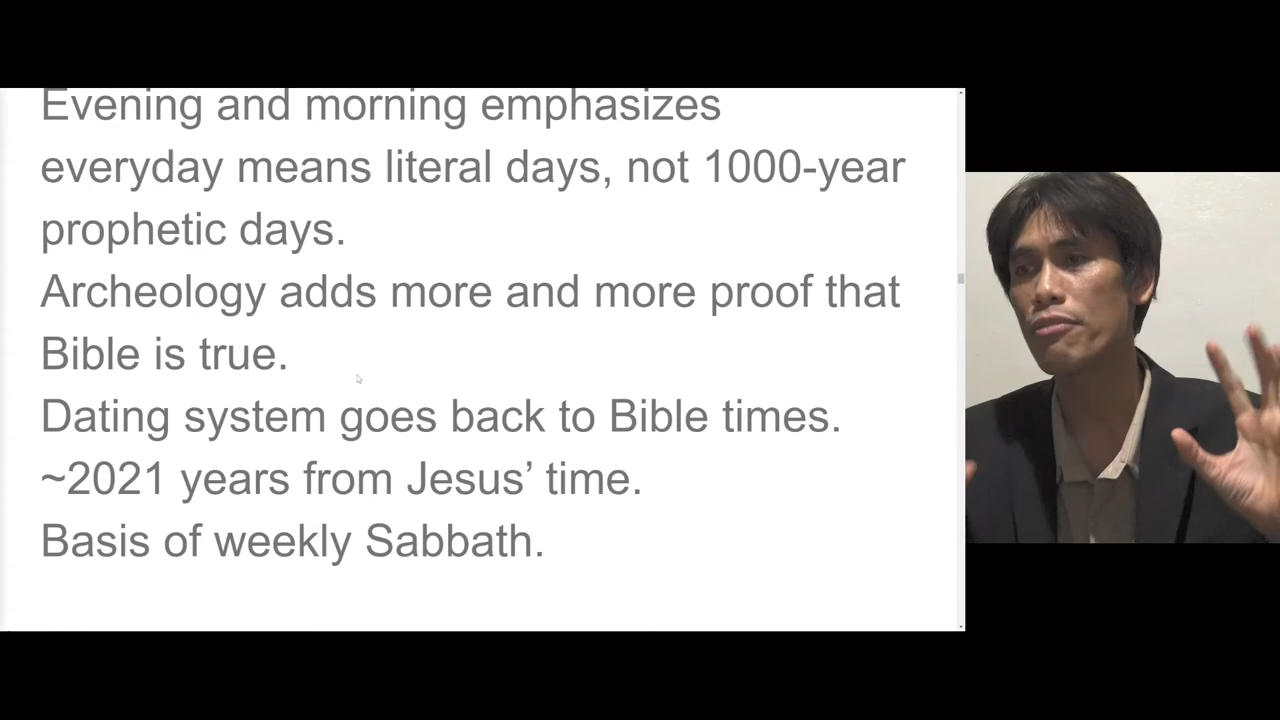 Evening and morning emphasizes
everyday means literal days, not 1000-year
prophetic days.
Archeology adds more and more proof that
Bible is true.
Dating system goes back to Bible times.
~2021 years from Jesus’ time.
Basis of weekly Sabbath.